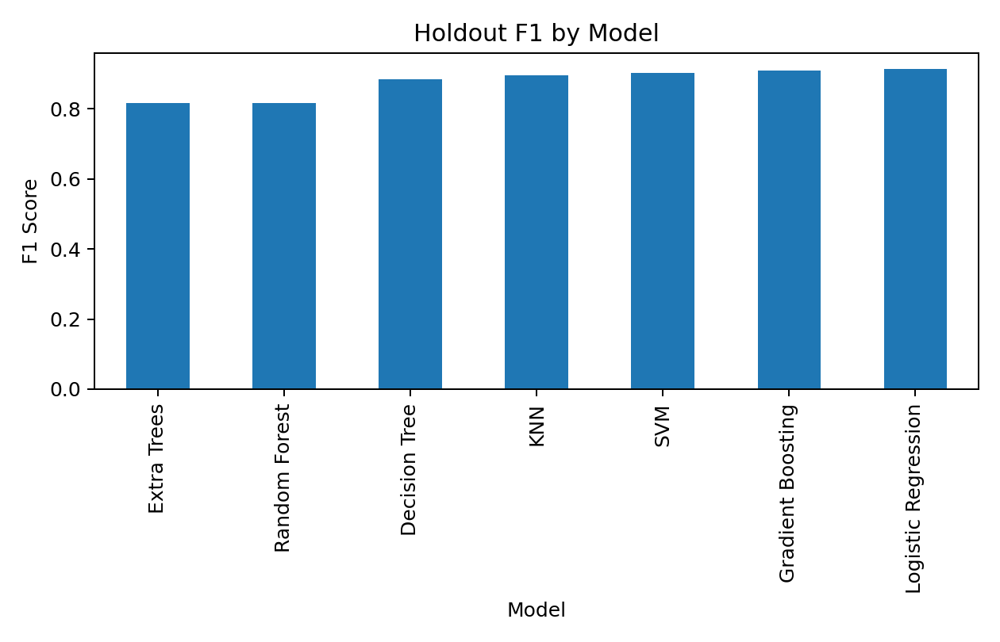 Holdout F1 by Model
F1 Score
0.8
0.6
0.4
0.2
0.0
Extra Trees
Random Forest
Decision Tree
KNN
SVM
Gradient Boosting
Logistic Regression
Model